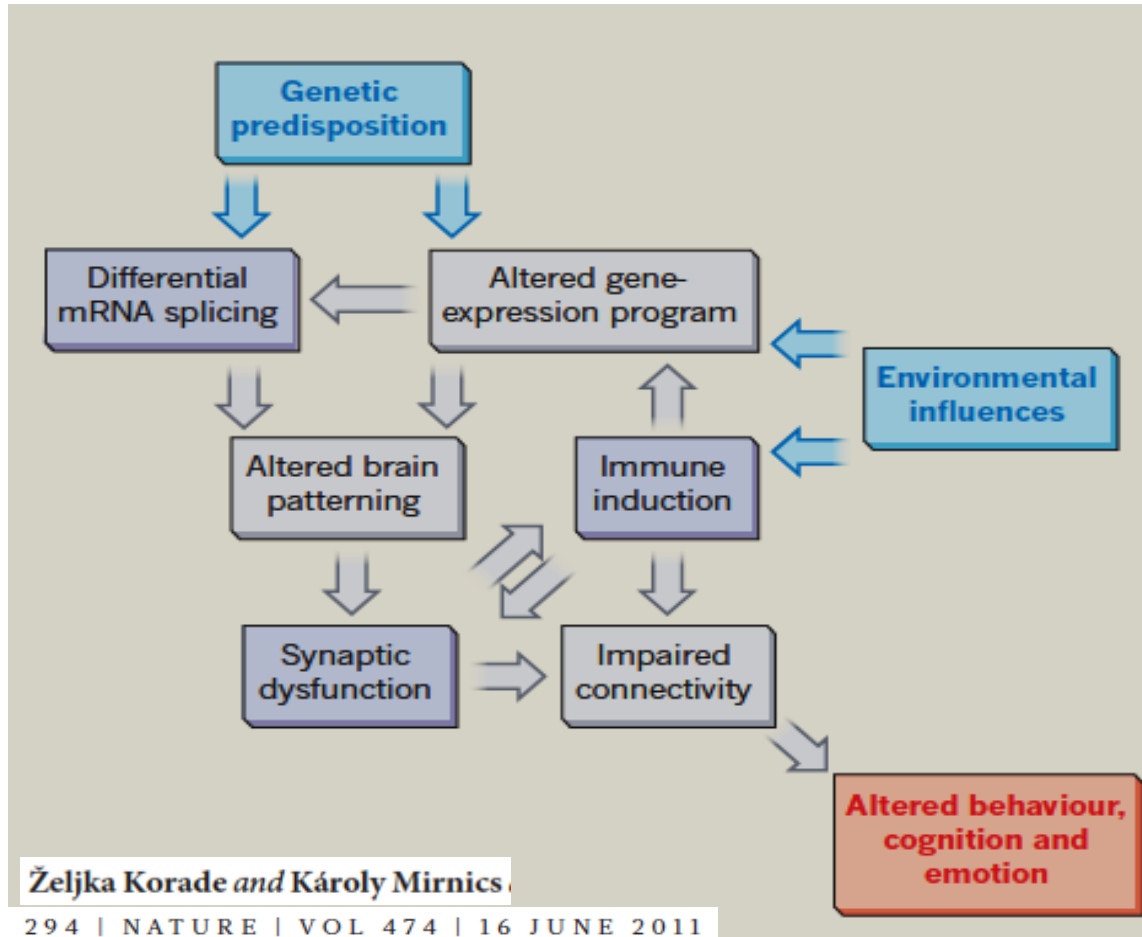 Genetic
predisposition
Differential
mRNA splicing
Altered gene-
expression program
Environmental
influences
Altered brain
patterning
Immune
induction
Synaptic
dysfunction
Impaired
connectivity
Altered behaviour,
cognition and
emotion
Željka Korade and Károly Mirnics
294 | NATURE | VOL 474 | 16 JUNE 2011